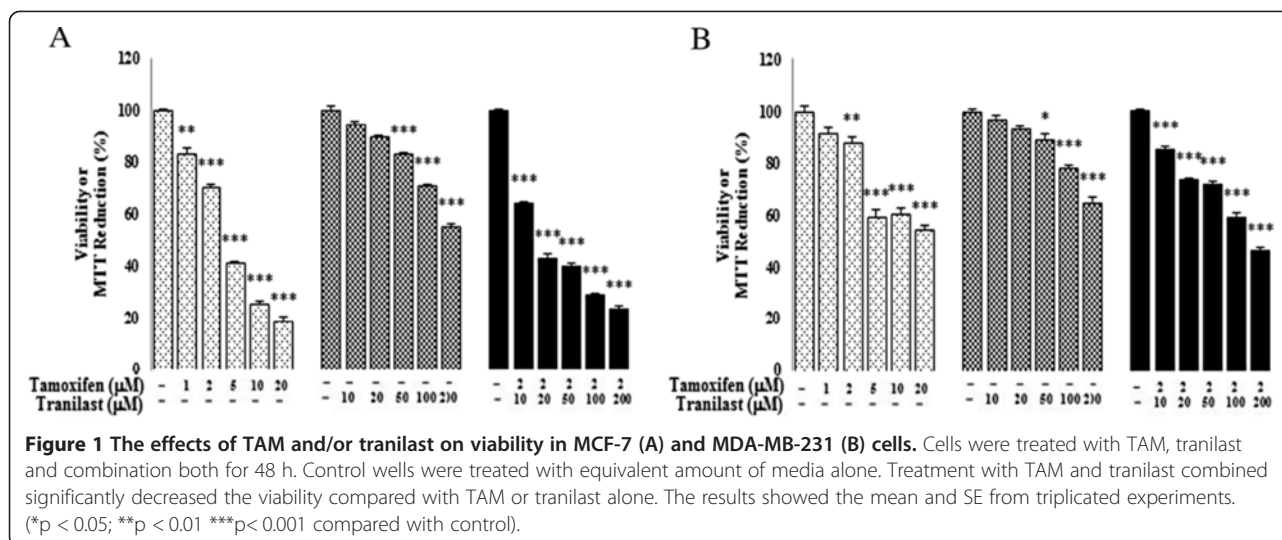 A
B
120
100
80
60
40
20
0
Viability or
MTT Reduction (%)
** *** *** *** ***
*** *** ***
*** *** *** *** ***
Tamoxifen (µM) – 1 2 5 10 20 – – – – – – – 2 2 2 2 2
Tranilast (µM) – – – – – – – 10 20 50 100 200 – 10 20 50 100 200
120
100
80
60
40
20
0
Viability or
MTT Reduction (%)
** *** *** ***
* *** ***
*** *** *** *** ***
Tamoxifen (µM) – 1 2 5 10 20 – – – – – – – 2 2 2 2 2
Tranilast (µM) – – – – – – – 10 20 50 100 200 – 10 20 50 100 200
Figure 1 The effects of TAM and/or tranilast on viability in MCF-7 (A) and MDA-MB-231 (B) cells. Cells were treated with TAM, tranilast
and combination both for 48 h. Control wells were treated with equivalent amount of media alone. Treatment with TAM and tranilast combined
significantly decreased the viability compared with TAM or tranilast alone. The results showed the mean and SE from triplicated experiments.
(*p < 0.05; **p < 0.01 ***p< 0.001 compared with control).